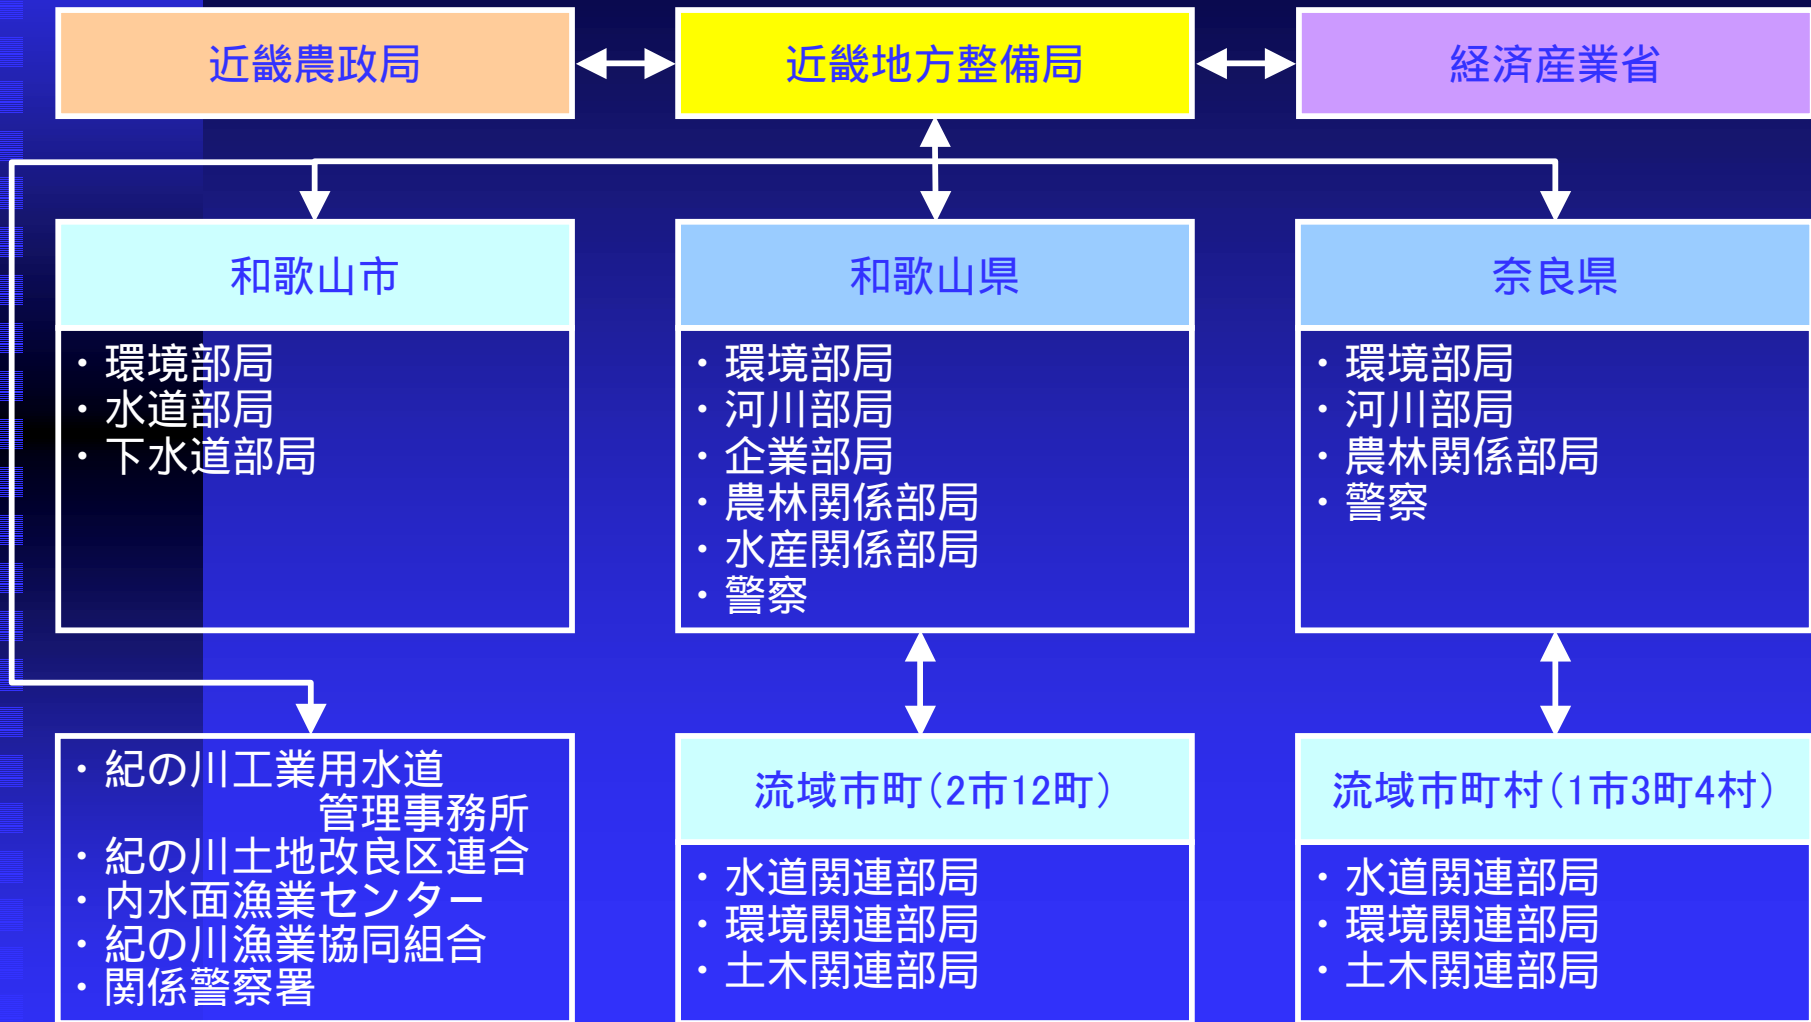 近畿農政局
近畿地方整備局
経済産業省
和歌山市
・環境部局
・水道部局
・下水道部局
和歌山県
・環境部局
・河川部局
・企業部局
・農林関係部局
・水産関係部局
・警察
奈良県
・環境部局
・河川部局
・農林関係部局
・警察
・紀の川工業用水道
管理事務所
・紀の川土地改良区連合
・内水面漁業センター
・紀の川漁業協同組合
・関係警察署
流域市町(2市12町)
・水道関連部局
・環境関連部局
・土木関連部局
流域市町村(1市3町4村)
・水道関連部局
・環境関連部局
・土木関連部局